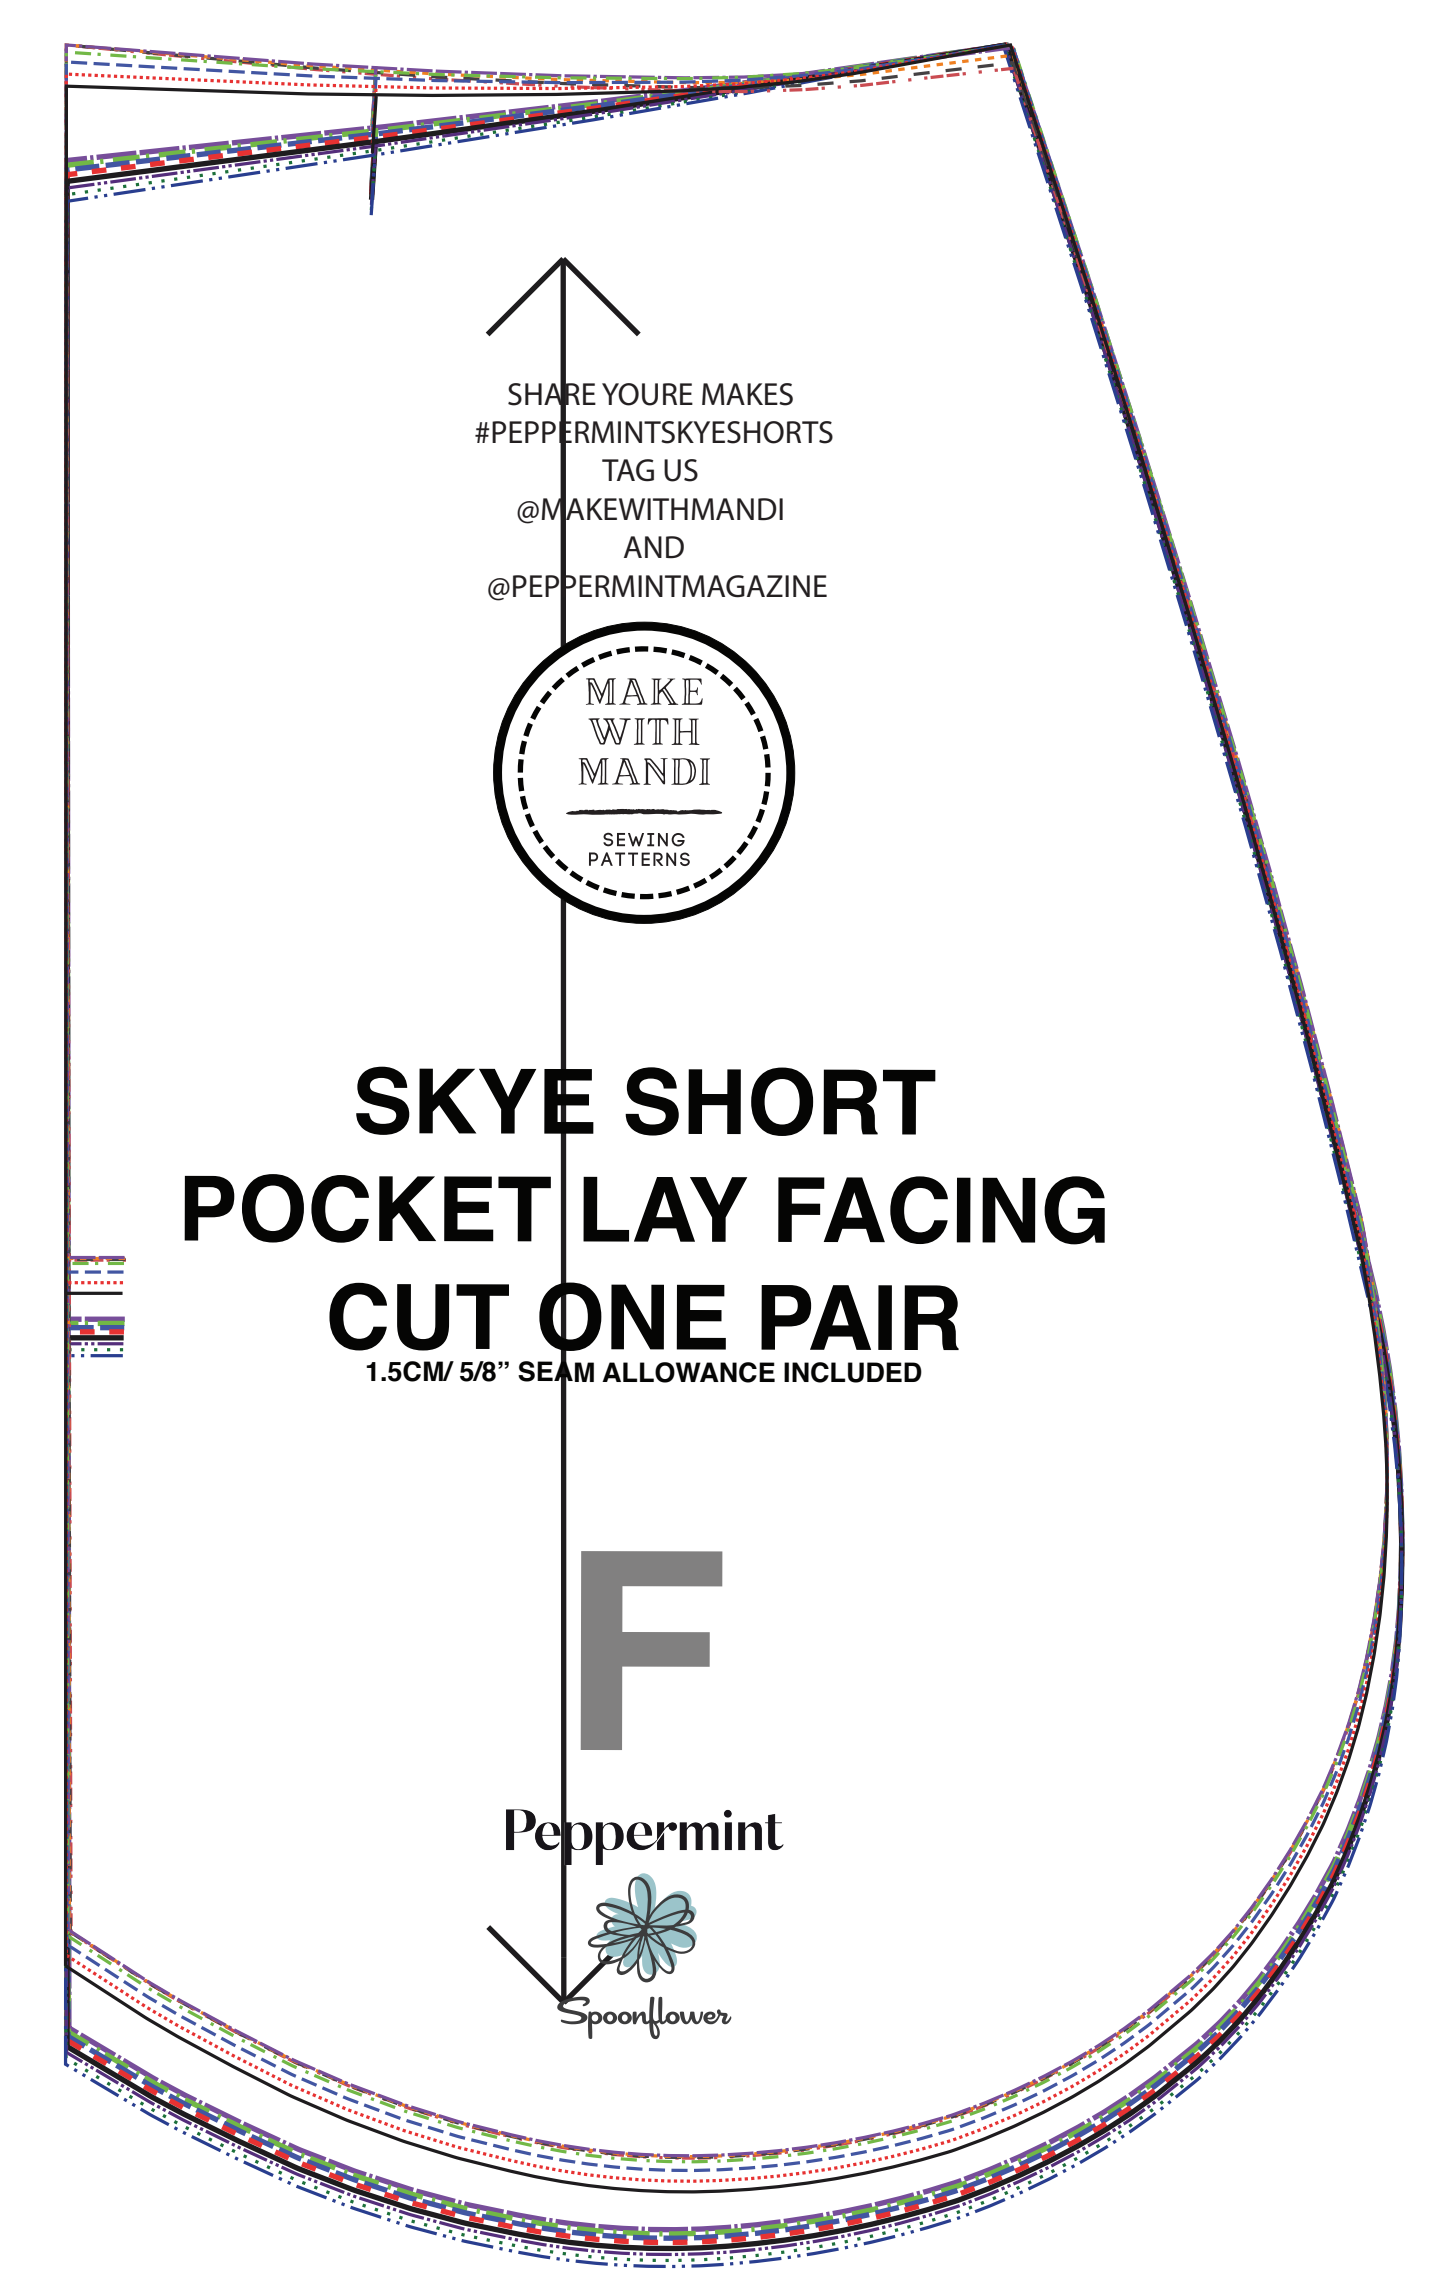 SHARE YOURE MAKES
#PEPPERMINTSKYESHORTS
TAG US
@MAKEWITHMANDI
AND
@PEPPERMINTMAGAZINE
MAKE
WITH
MANDI
SEWING
PATTERNS
SKYE SHORT
POCKET LAY FACING
CUT ONE PAIR
1.5CM/ 5/8” SEAM ALLOWANCE INCLUDED
F
Peppermint
Spoonflower